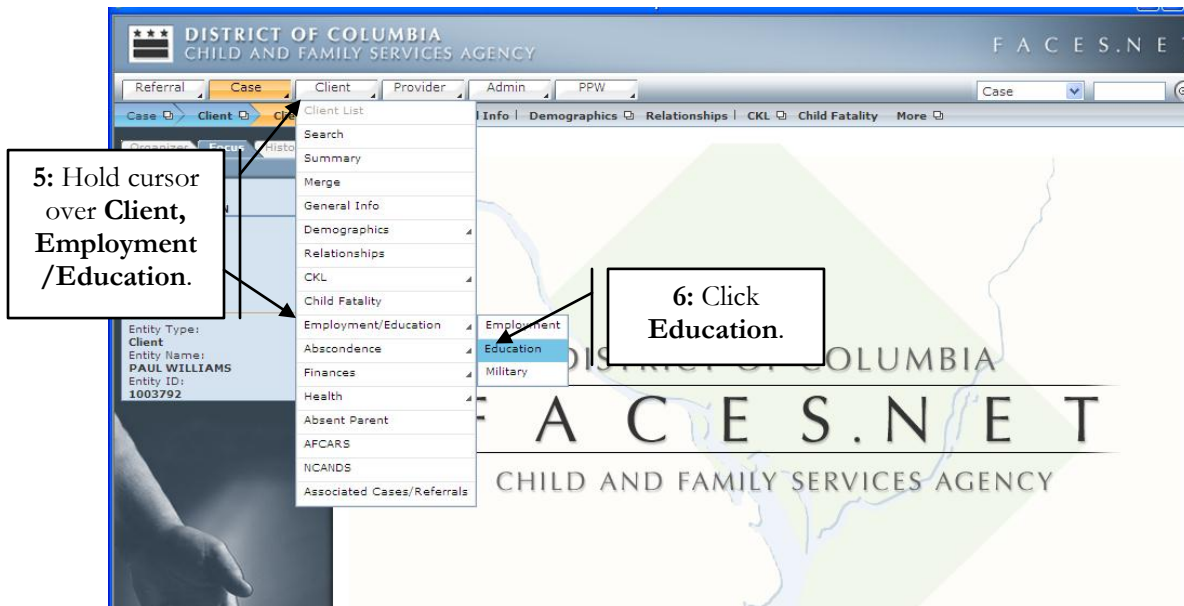 DISTRICT OF COLUMBIA
CHILD AND FAMILY SERVICES AGENCY
FACES.NET
Referral Case Client Provider Admin PPW Case
Case Client Info | Demographics Relationships | CKL Child Fatality More
Organizer Focus
5: Hold cursor
over Client,
Employment
/Education.
Client List
Search
Summary
Merge
General Info
Demographics
Relationships
CKL
Child Fatality
Employment/Education
Abscondence
Finances
Health
Absent Parent
AFCARS
NCANDS
Associated Cases/Referrals
Employment
Education
Military
6: Click
Education.
Entity Type:
Client
Entity Name:
PAUL WILLIAMS
Entity ID:
1003792
DISTRICT OF COLUMBIA
FACES.NET
CHILD AND FAMILY SERVICES AGENCY